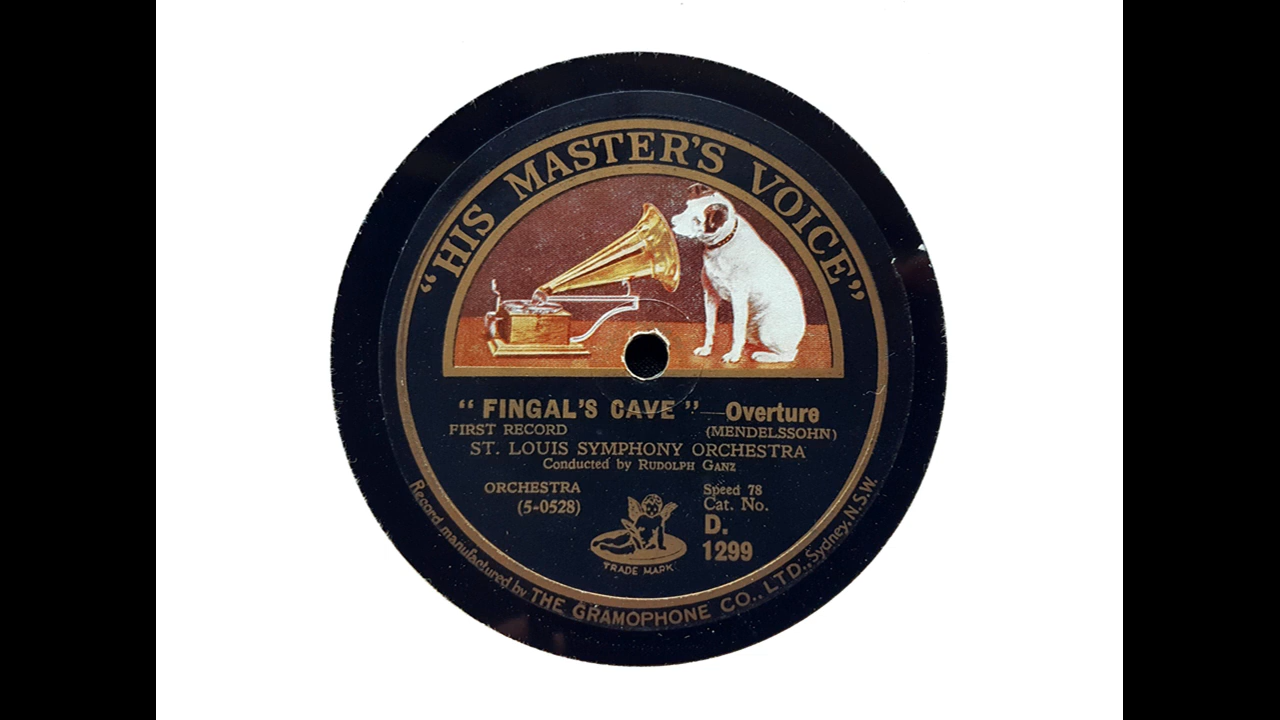 “HIS MASTER'S VOICE”
“FINGAL'S CAVE” — Overture
FIRST RECORD (MENDELSSOHN)
ST. LOUIS SYMPHONY ORCHESTRA
Conducted by RUDOLPH GANZ
ORCHESTRA Speed 78
(5-0528) Cat. No.
D.
1299
TRADE MARK
Record manufactured by THE GRAMOPHONE CO., LTD., Sydney, N.S.W.